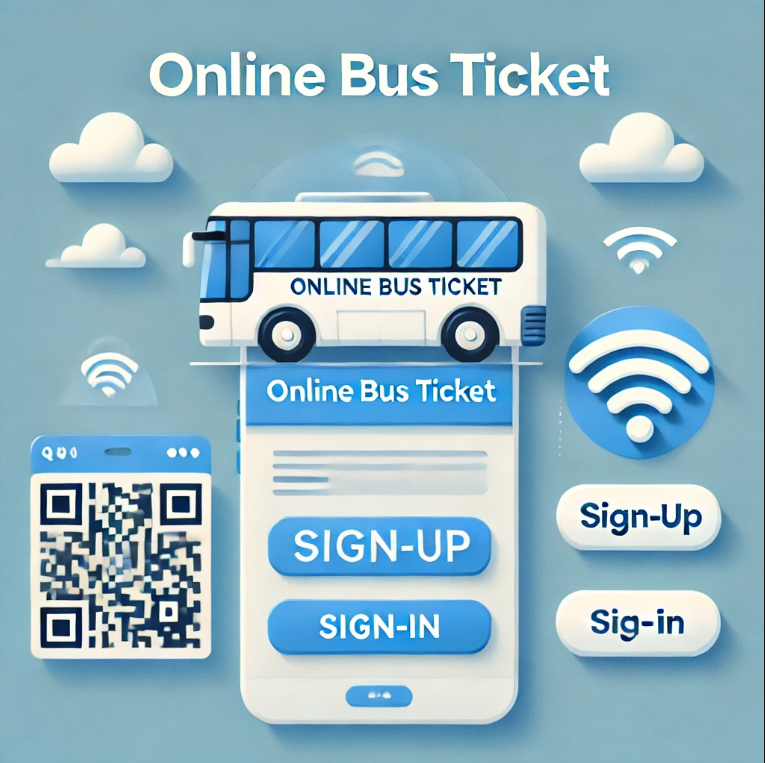 Online Bus Ticket
ONLINE BUS TICKET
Online Bus Ticket
SIGN-UP
SIGN-IN
Sign-Up
Sig-in